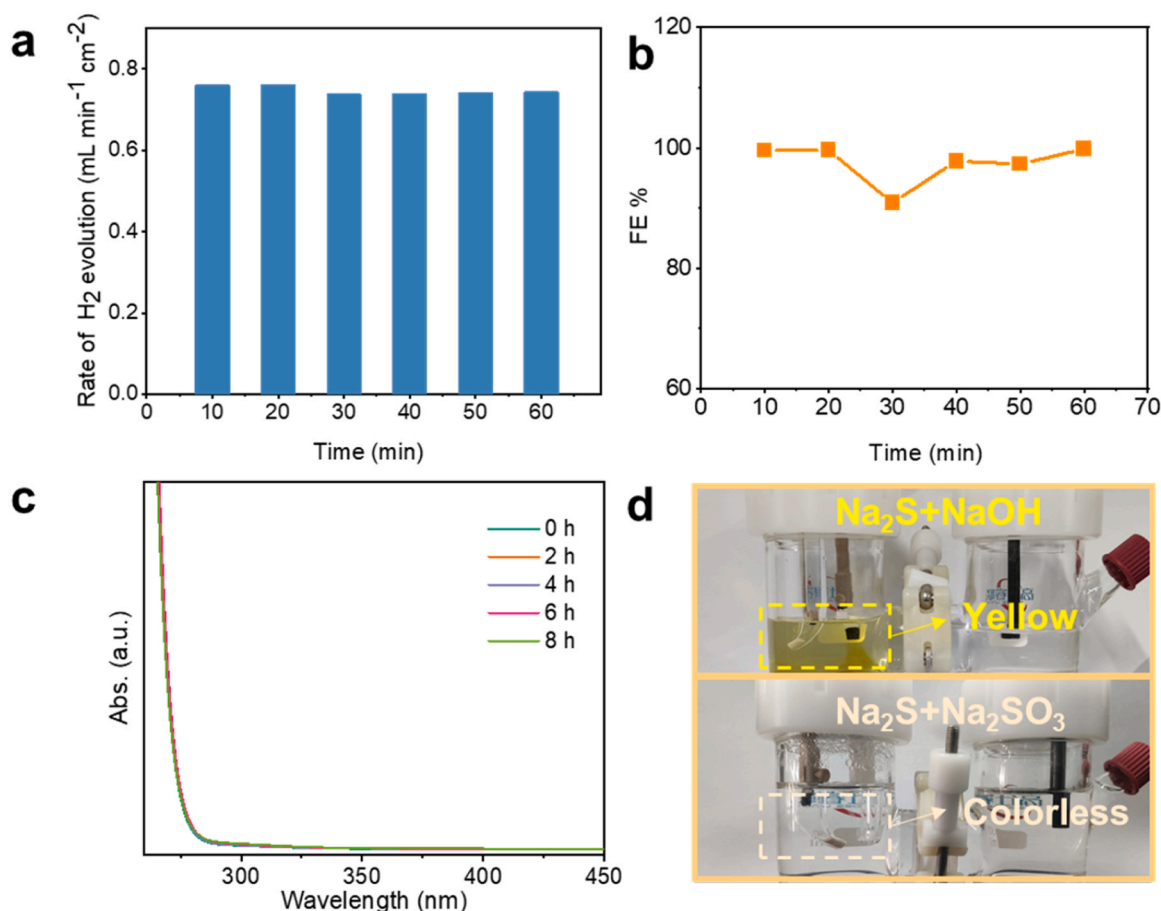 a
Rate of H₂ evolution (mL min⁻¹ cm⁻²)
0.8
0.6
0.4
0.2
0.0
0 10 20 30 40 50 60
Time (min)
b
FE %
120
100
80
60
0 10 20 30 40 50 60 70
Time (min)
c
Abs. (a.u.)
0 h
2 h
4 h
6 h
8 h
300 350 400 450
Wavelength (nm)
d
Na₂S+NaOH
Yellow
Na₂S+Na₂SO₃
Colorless